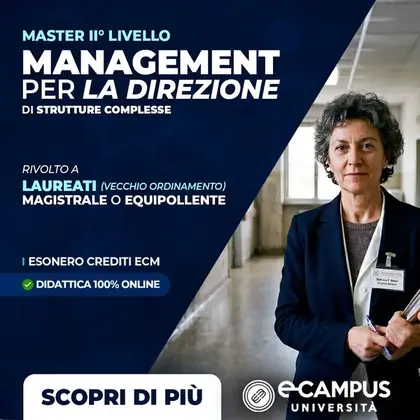 MASTER II° LIVELLO
MANAGEMENT
PER LA DIREZIONE
DI STRUTTURE COMPLESSE
RIVOLTO A
LAUREATI (VECCHIO ORDINAMENTO)
MAGISTRALE O EQUIPOLLENTE
I ESONERO CREDITI ECM
DIDATTICA 100% ONLINE
SCOPRI DI PIÙ
e-CAMPUS
UNIVERSITÀ